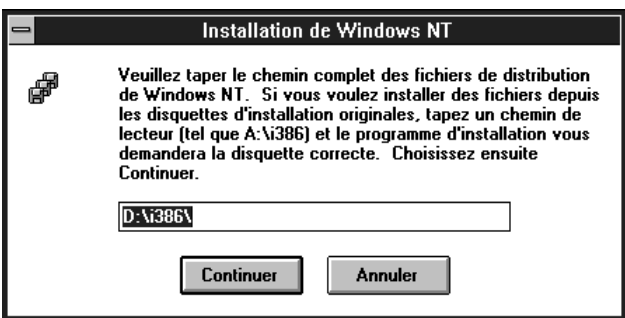 Installation de Windows NT
Veuillez taper le chemin complet des fichiers de distribution
de Windows NT. Si vous voulez installer des fichiers depuis
les disquettes d'installation originales, tapez un chemin de
lecteur (tel que A:\i386) et le programme d'installation vous
demandera la disquette correcte. Choisissez ensuite
Continuer.
D:\i386\
Continuer Annuler